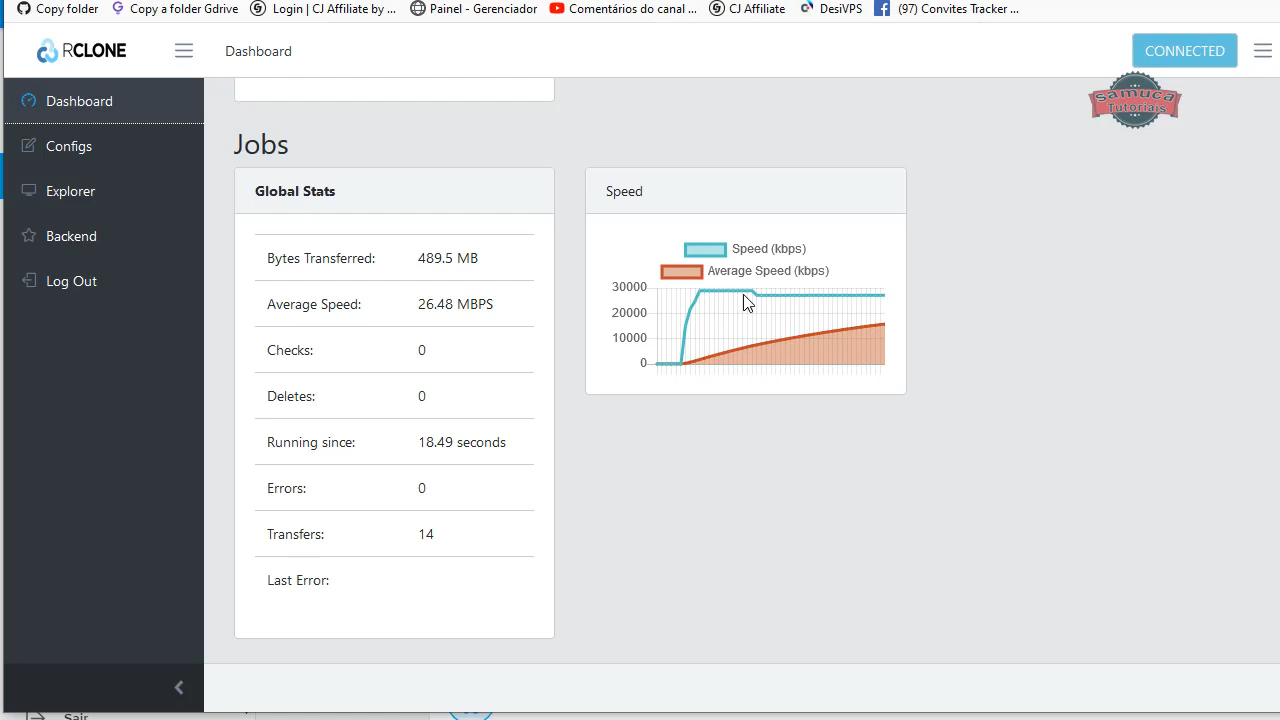 Copy folder Copy a folder Gdrive Login | CJ Affiliate by ... Painel - Gerenciador Comentários do canal ... CJ Affiliate DesiVPS (97) Convites Tracker ...
RCLONE Dashboard CONNECTED
samuca
Tutoriais
Dashboard
Configs
Explorer
Backend
Log Out
Jobs
Global Stats
Bytes Transferred: 489.5 MB
Average Speed: 26.48 MBPS
Checks: 0
Deletes: 0
Running since: 18.49 seconds
Errors: 0
Transfers: 14
Last Error:
Speed
Speed (kbps)
Average Speed (kbps)
30000
20000
10000
0
Sair